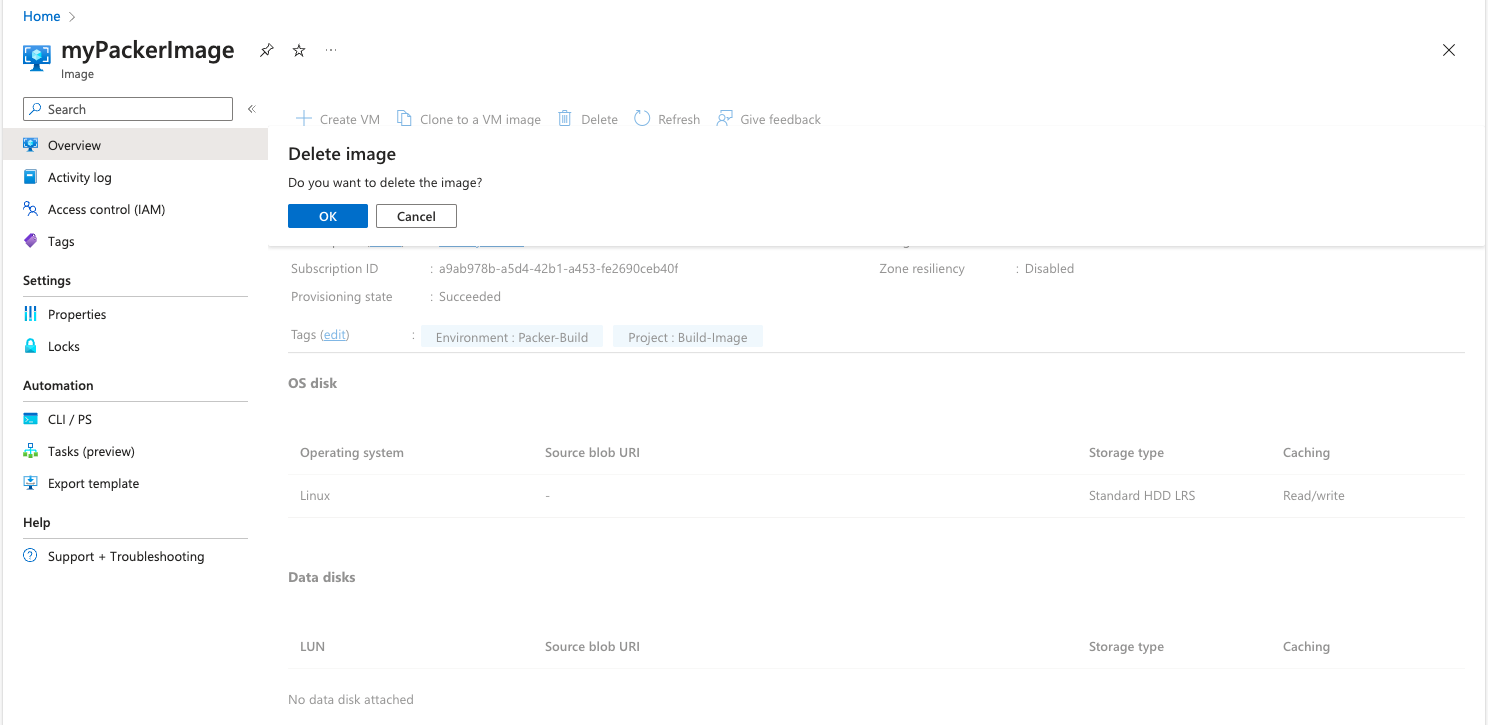 Home
myPackerImage
Image
Search
Create VM
Clone to a VM image
Delete
Refresh
Give feedback
Overview
Activity log
Access control (IAM)
Tags
Settings
Properties
Locks
Automation
CLI / PS
Tasks (preview)
Export template
Help
Support + Troubleshooting
Delete image
Do you want to delete the image?
OK
Cancel
Subscription ID : a9ab978b-a5d4-42b1-a453-fe2690ceb40f
Zone resiliency : Disabled
Provisioning state : Succeeded
Tags (edit) : Environment : Packer-Build Project : Build-Image
OS disk
Operating system Source blob URI Storage type Caching
Linux - Standard HDD LRS Read/write
Data disks
LUN Source blob URI Storage type Caching
No data disk attached